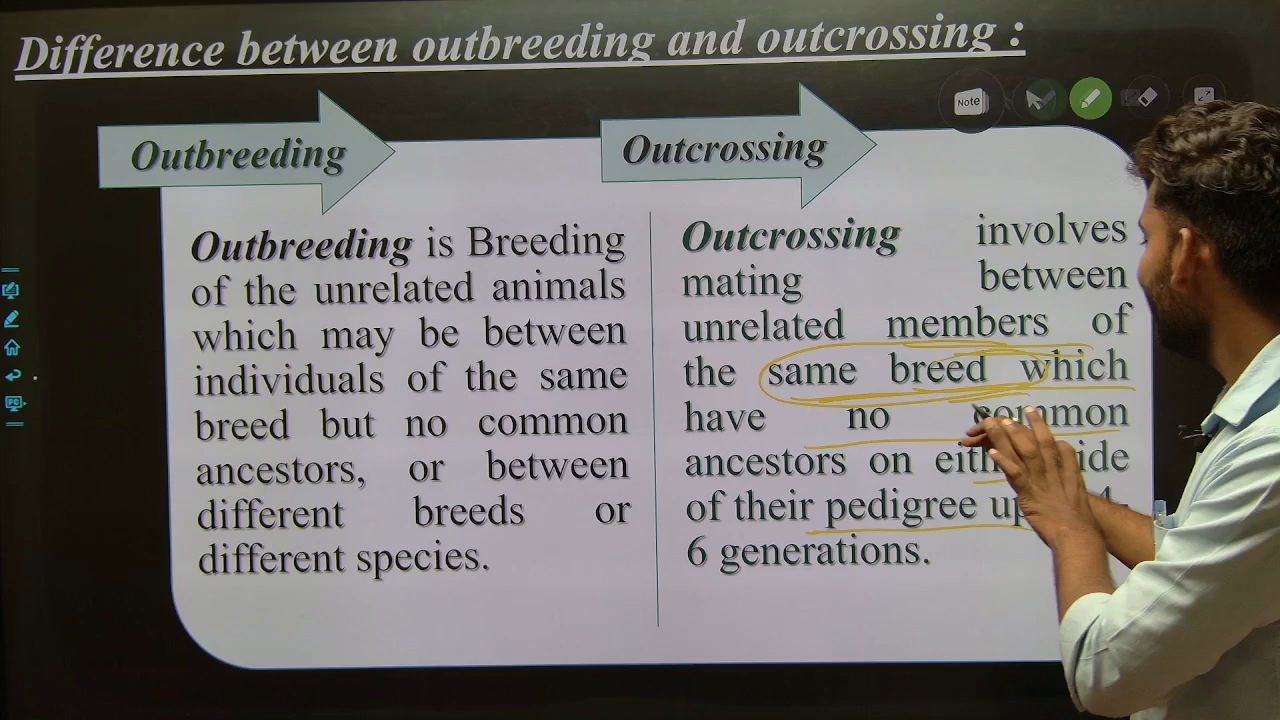 Difference between outbreeding and outcrossing :
Note
Outbreeding
Outbreeding is Breeding
of the unrelated animals
which may be between
individuals of the same
breed but no common
ancestors, or between
different breeds or
different species.
Outcrossing
Outcrossing involves
mating between
unrelated members of
the same breed which
have no common
ancestors on
of their pedigree
6 generations.